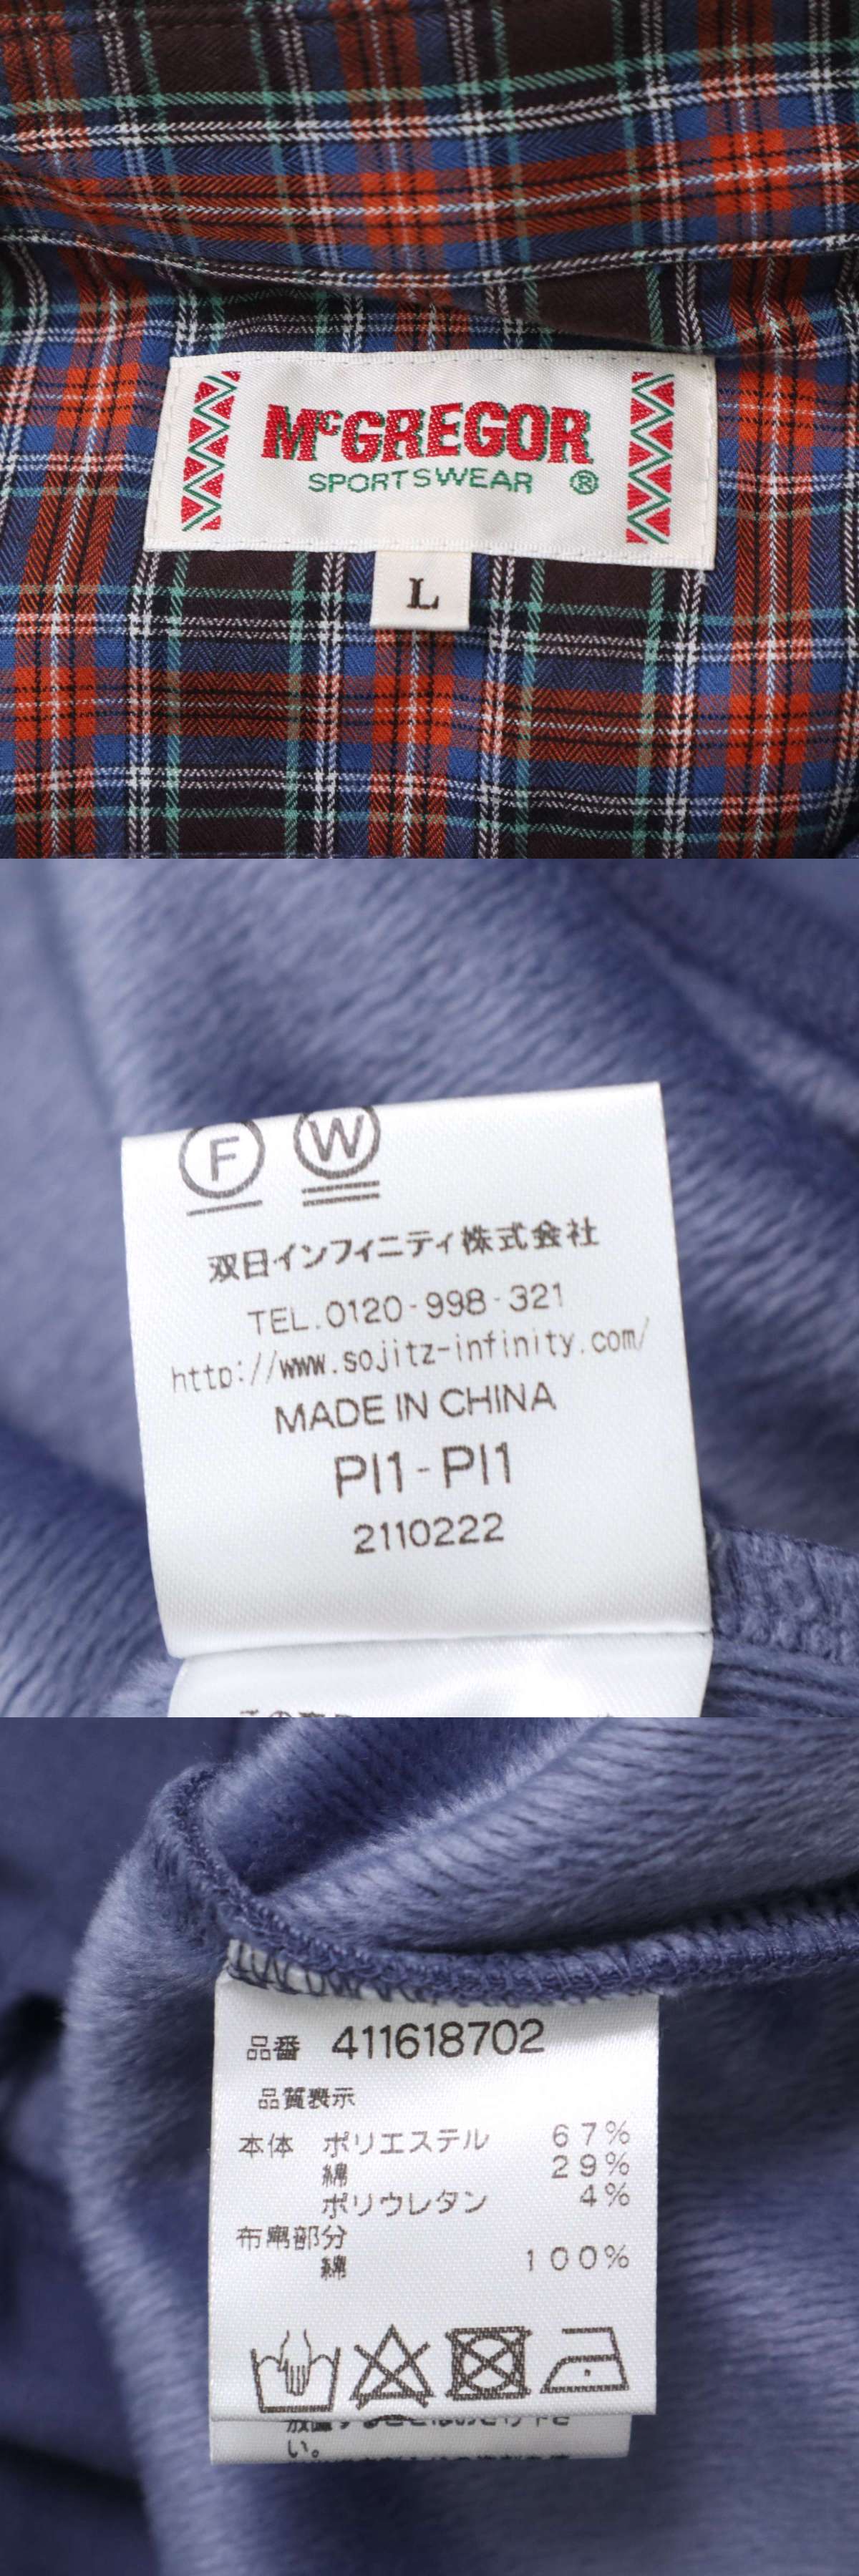 McGREGOR
SPORTSWEAR ®
L
F W
双日インフィニティ株式会社
TEL.0120-998-321
http://www.sojitz-infinity.com/
MADE IN CHINA
PI1-PI1
2110222
品番 411618702
品質表示
本体 ポリエステル 67%
綿 29%
ポリウレタン 4%
布帛部分
綿 100%
い。